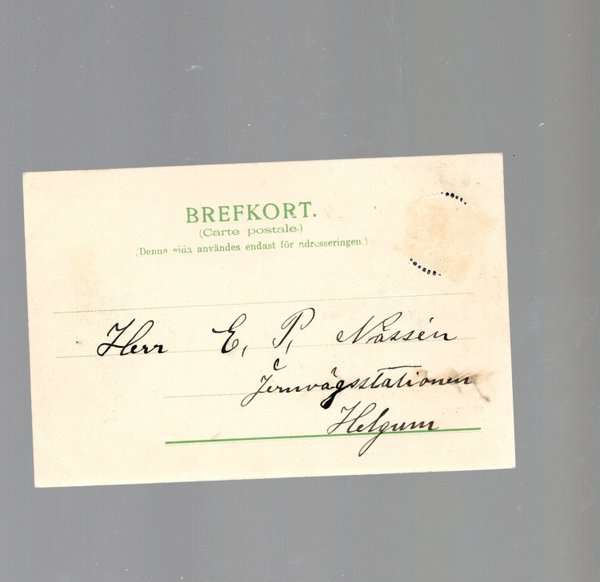 BREFKORT.
(Carte postale.)
(Denna sida användes endast för adresseringen.)
Herr E. P. Nässén
Jernvägsstationen
Helgum